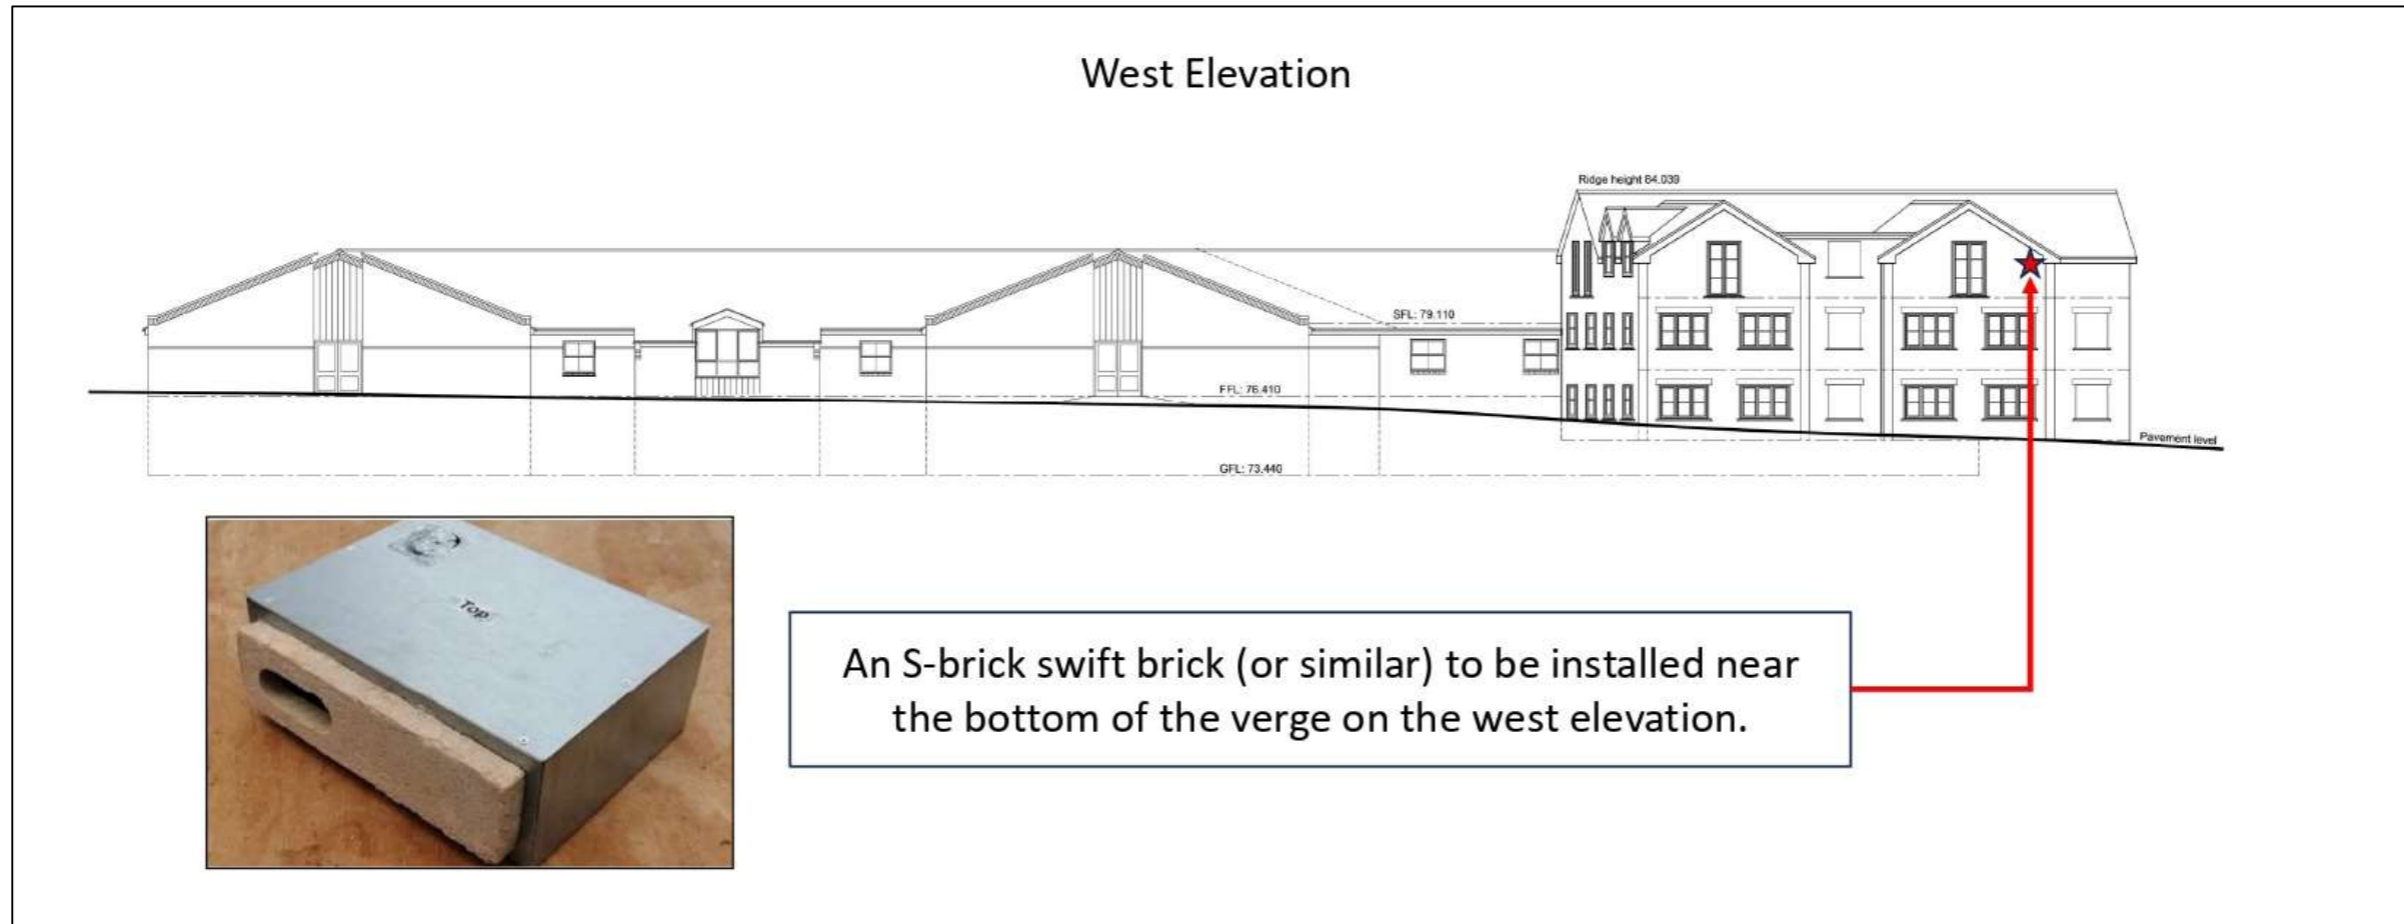 West Elevation
Ridge height 84.039
SFL: 79.110
FFL: 76.410
Pavement level
GFL: 73.440
Top
An S-brick swift brick (or similar) to be installed near
the bottom of the verge on the west elevation.